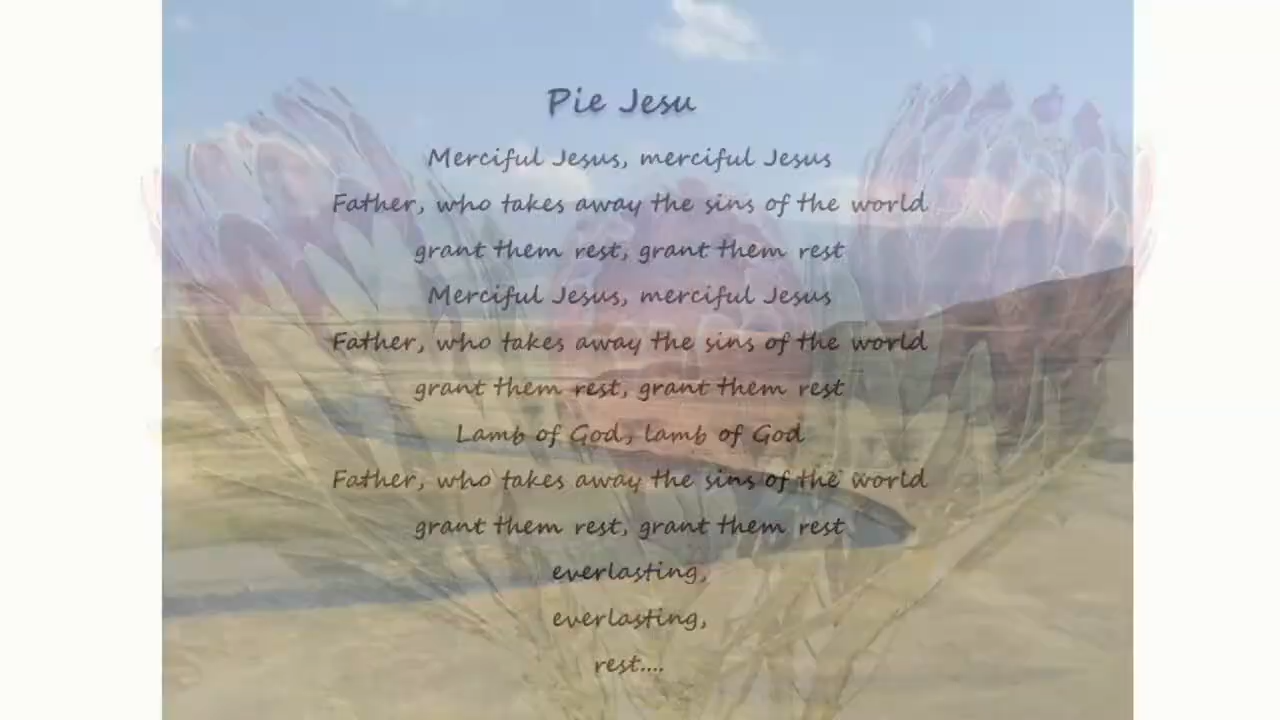 Pie Jesu
Merciful Jesus, merciful Jesus
Father, who takes away the sins of the world
grant them rest, grant them rest
Merciful Jesus, merciful Jesus
Father, who takes away the sins of the world
grant them rest, grant them rest
Lamb of God, lamb of God
Father, who takes away the sins of the world
grant them rest, grant them rest
everlasting,
everlasting,
rest....